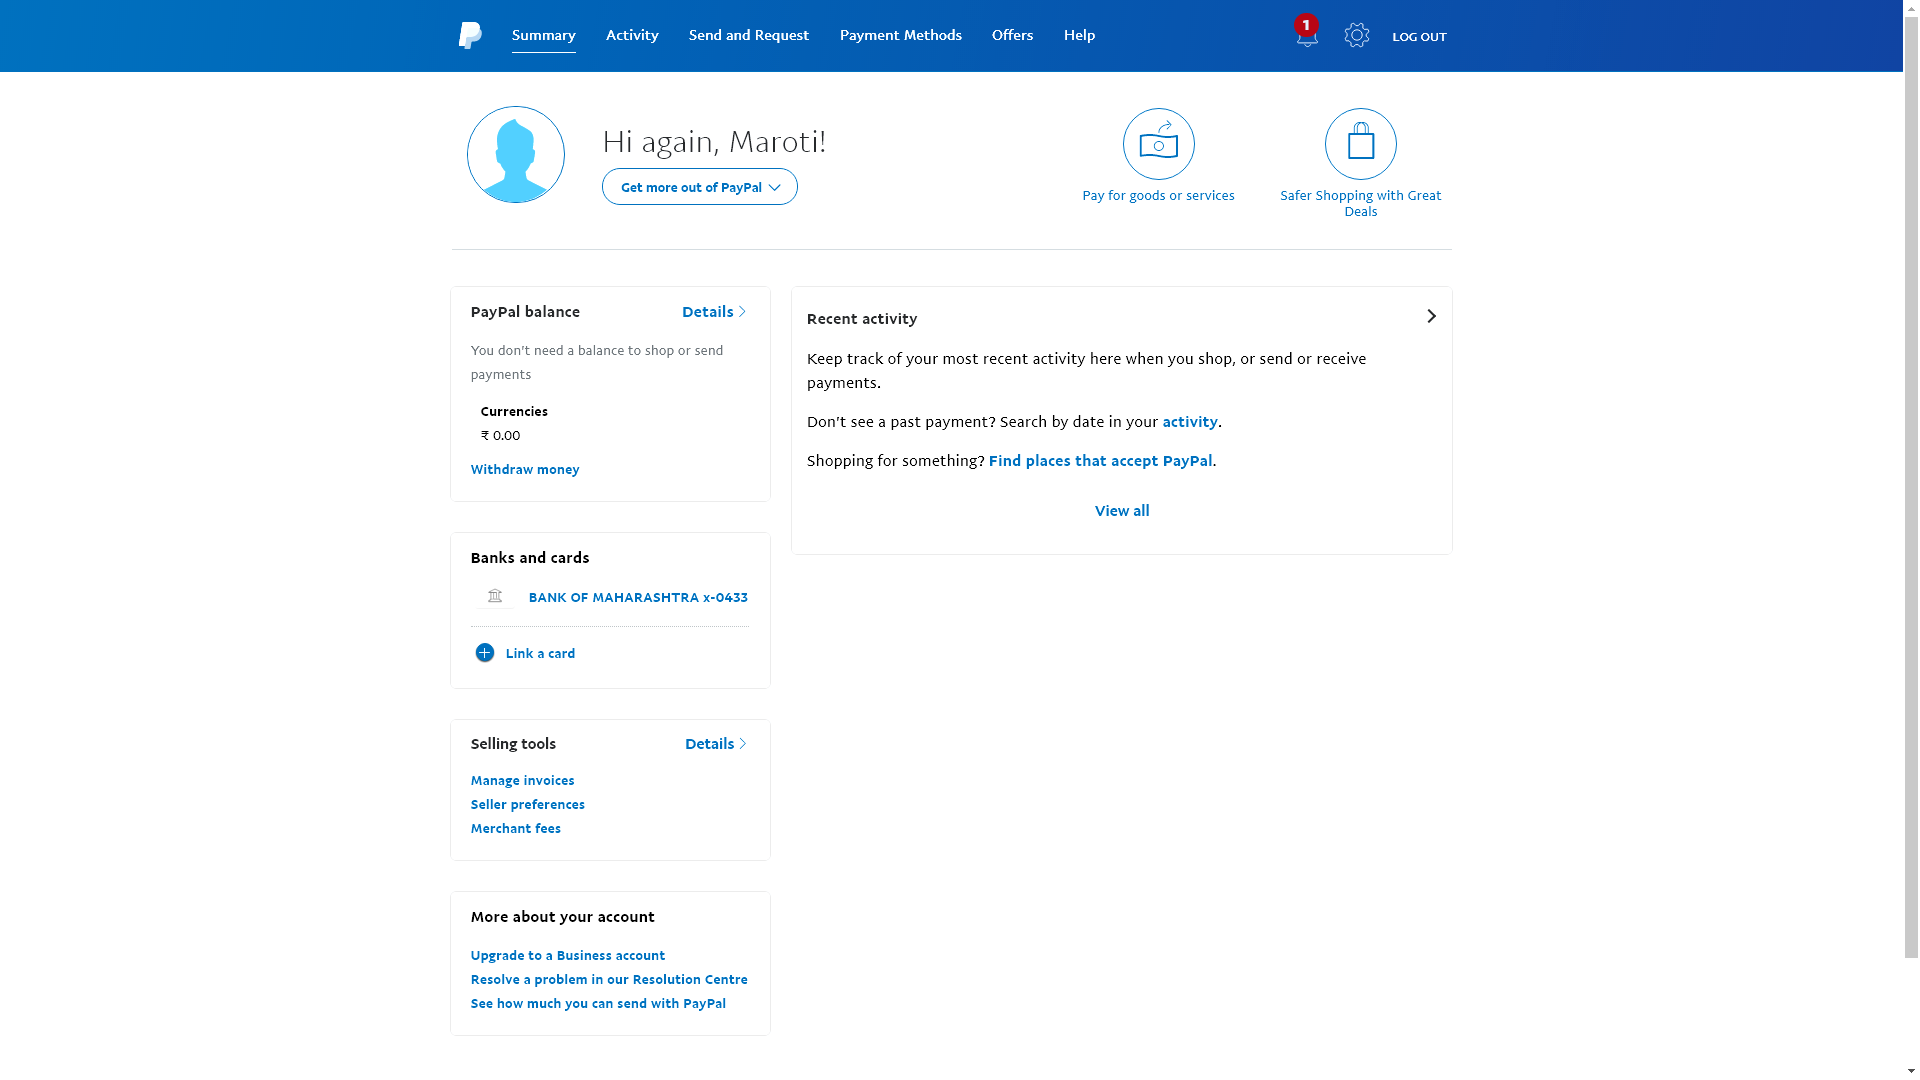 Summary
Activity
Send and Request
Payment Methods
Offers
Help
1
LOG OUT
Hi again, Maroti!
Get more out of PayPal
Pay for goods or services
Safer Shopping with Great
Deals
PayPal balance
Details
You don't need a balance to shop or send
payments
Currencies
₹ 0.00
Withdraw money
Recent activity
Keep track of your most recent activity here when you shop, or send or receive
payments.
Don't see a past payment? Search by date in your activity.
Shopping for something? Find places that accept PayPal.
View all
Banks and cards
BANK OF MAHARASHTRA x-0433
Link a card
Selling tools
Details
Manage invoices
Seller preferences
Merchant fees
More about your account
Upgrade to a Business account
Resolve a problem in our Resolution Centre
See how much you can send with PayPal